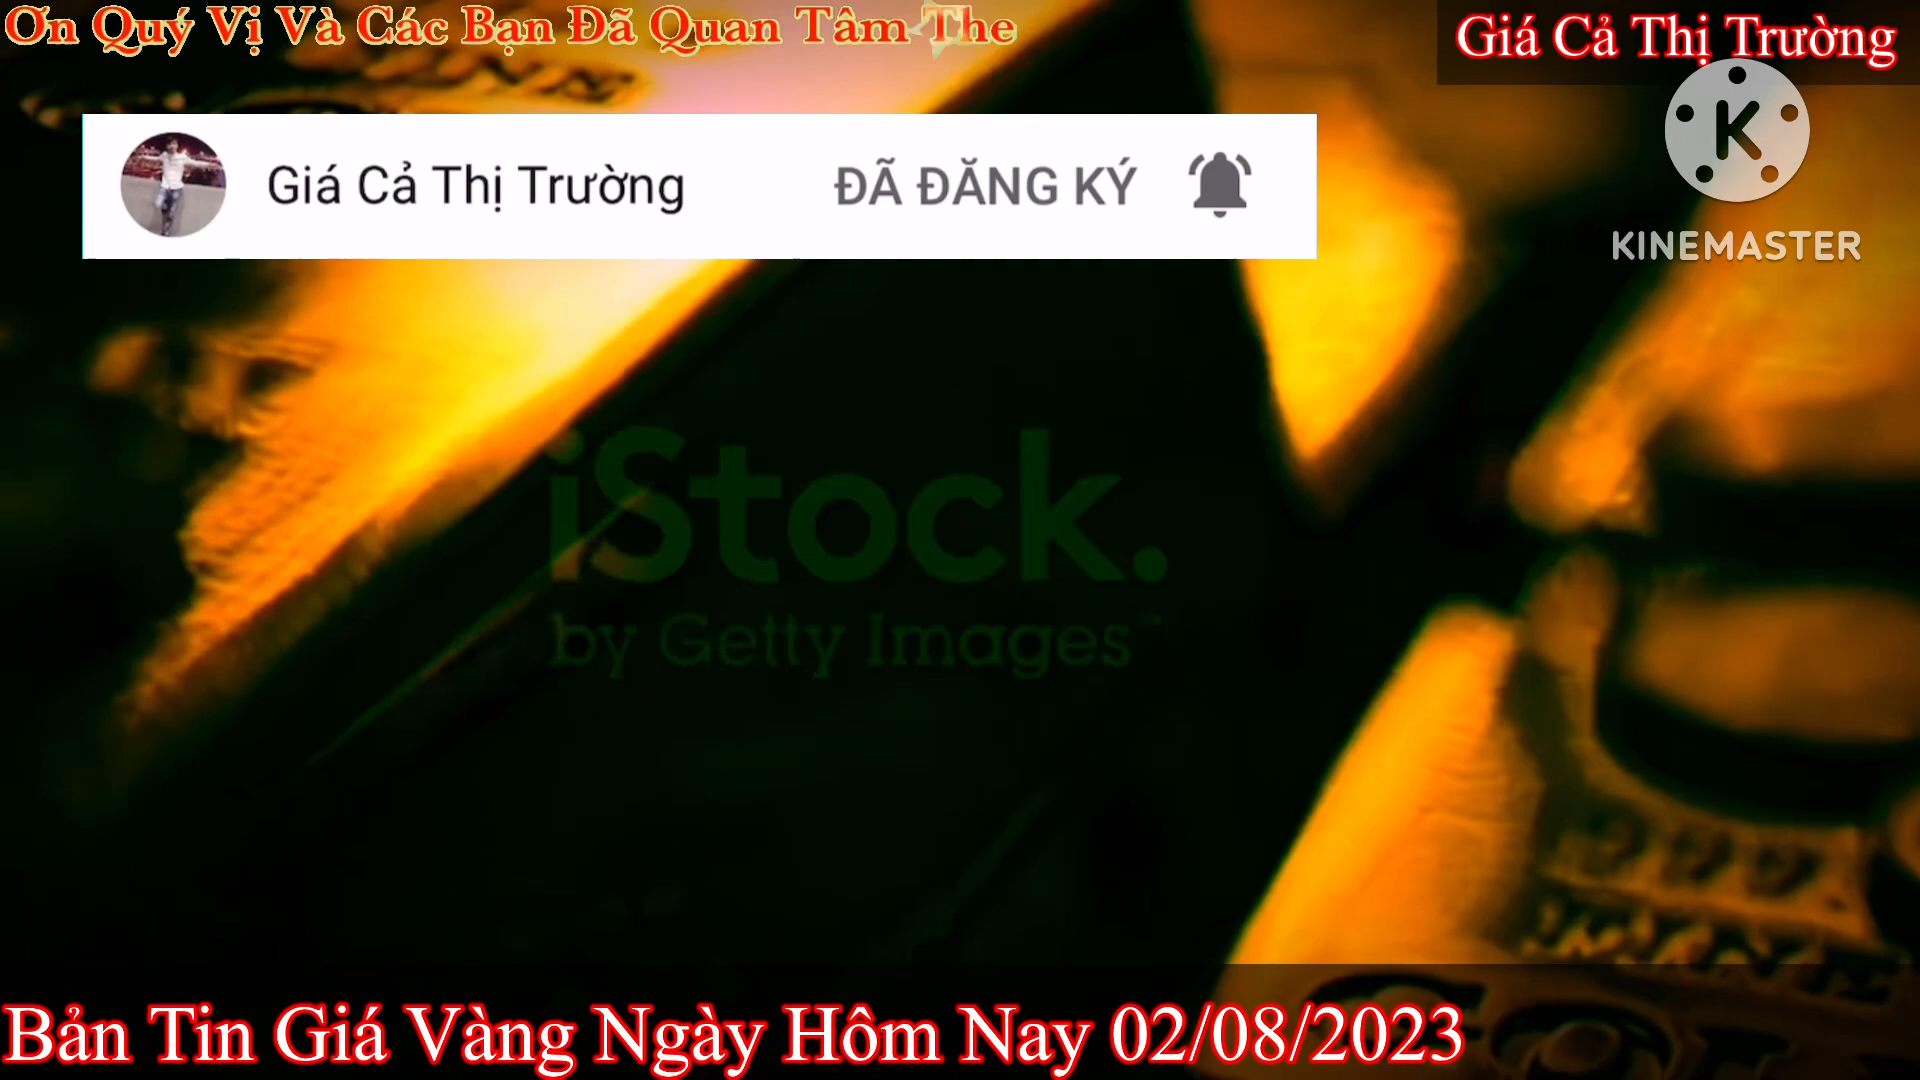 Ơn Quý Vị Và Các Bạn Đã Quan Tâm The
Giá Cả Thị Trường
Giá Cả Thị Trường ĐÃ ĐĂNG KÝ
K
KINEMASTER
iStock.
by Getty Images
Bản Tin Giá Vàng Ngày Hôm Nay 02/08/2023